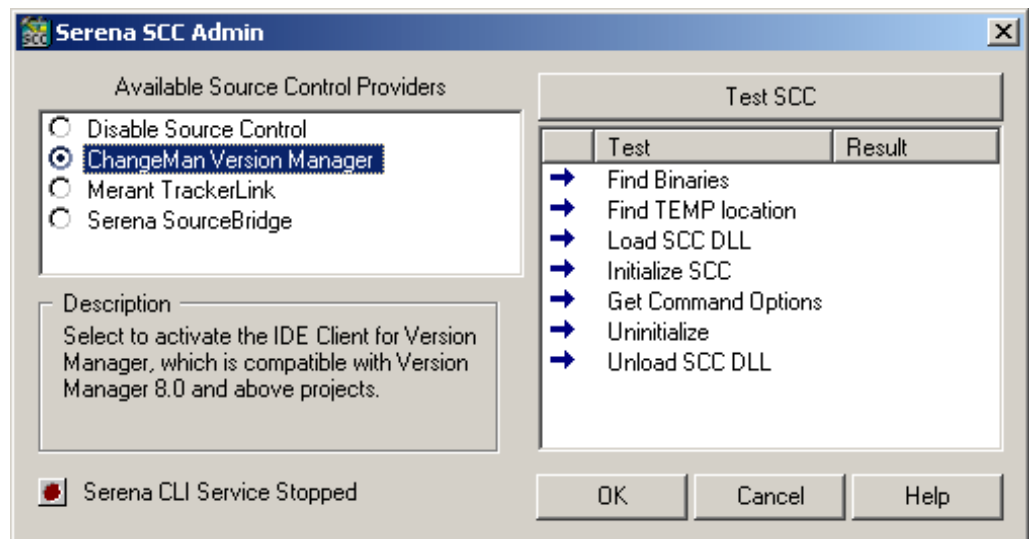 Serena SCC Admin
Available Source Control Providers
Disable Source Control
ChangeMan Version Manager
Merant TrackerLink
Serena SourceBridge
Description
Select to activate the IDE Client for Version
Manager, which is compatible with Version
Manager 8.0 and above projects.
Serena CLI Service Stopped
Test SCC
Test Result
Find Binaries
Find TEMP location
Load SCC DLL
Initialize SCC
Get Command Options
Uninitialize
Unload SCC DLL
OK Cancel Help